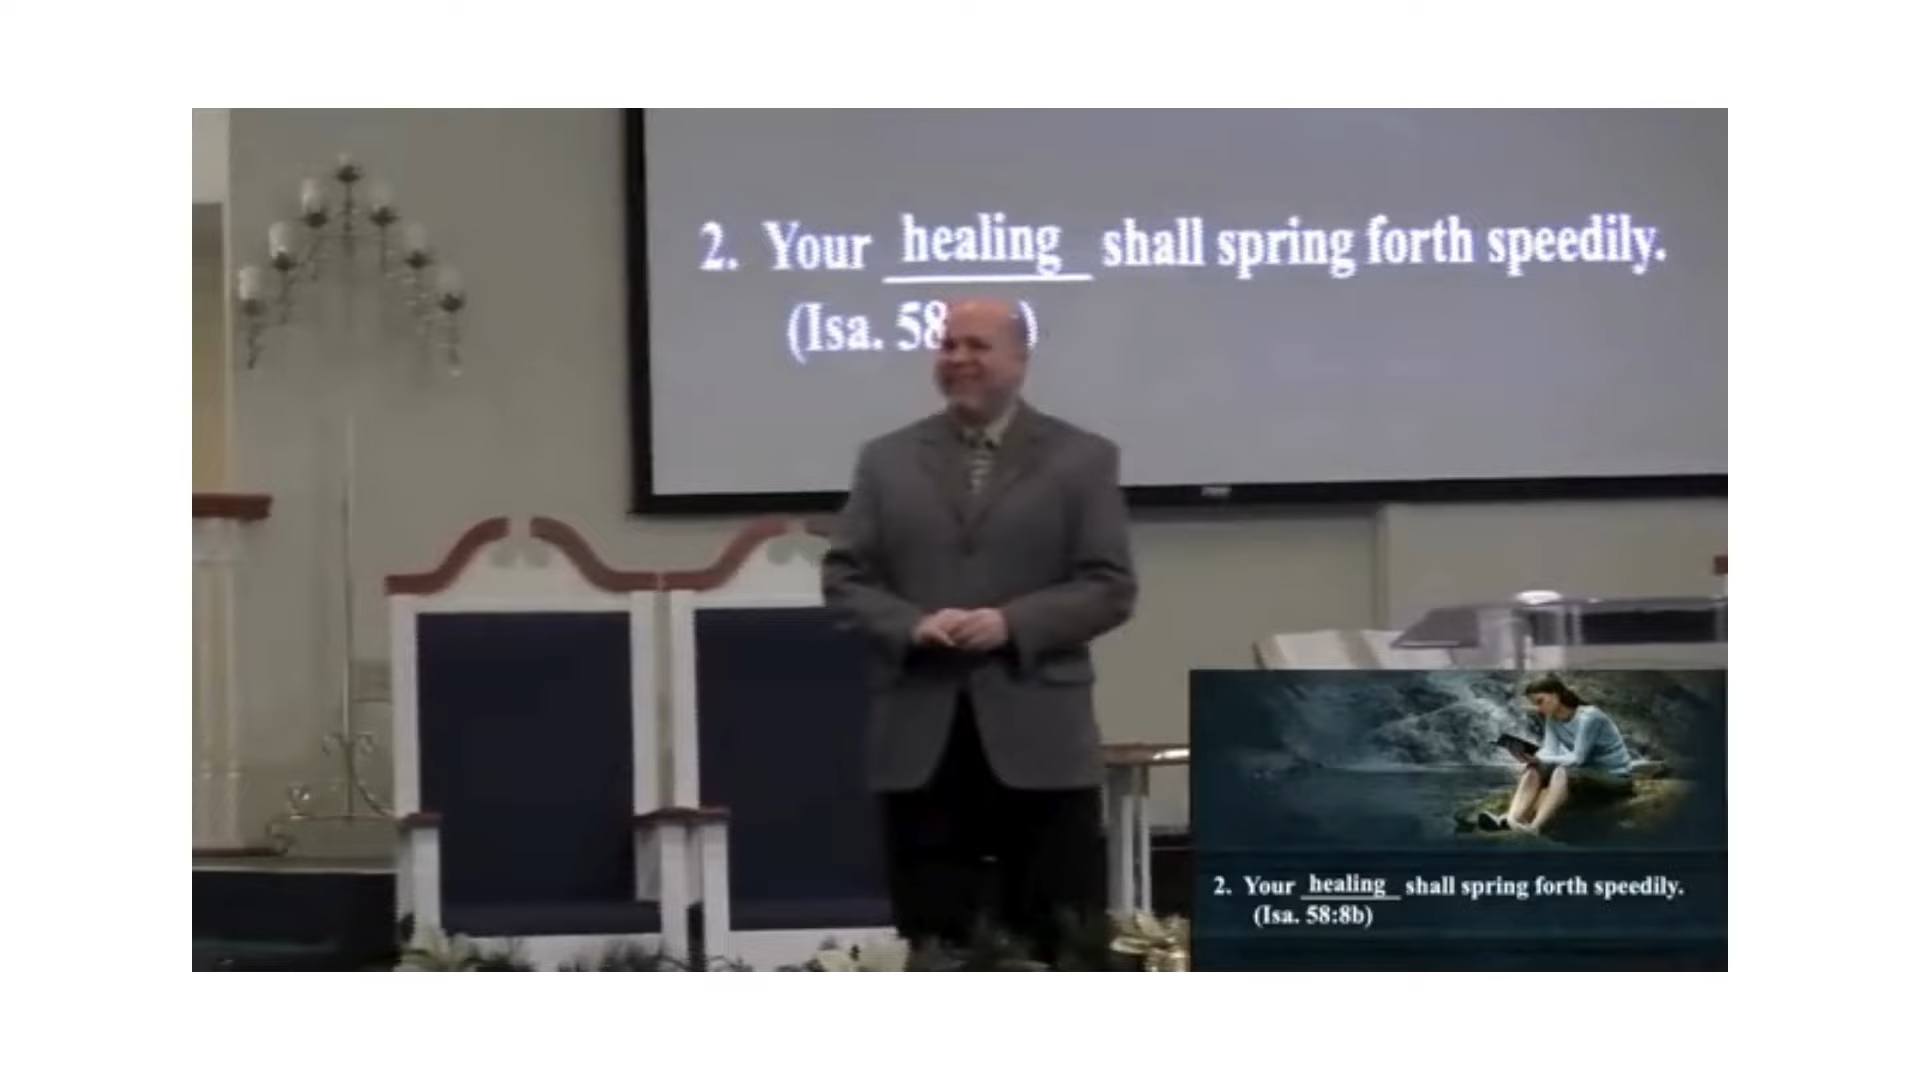 2. Your healing shall spring forth speedily.
(Isa. 58 )
2. Your healing shall spring forth speedily.
(Isa. 58:8b)